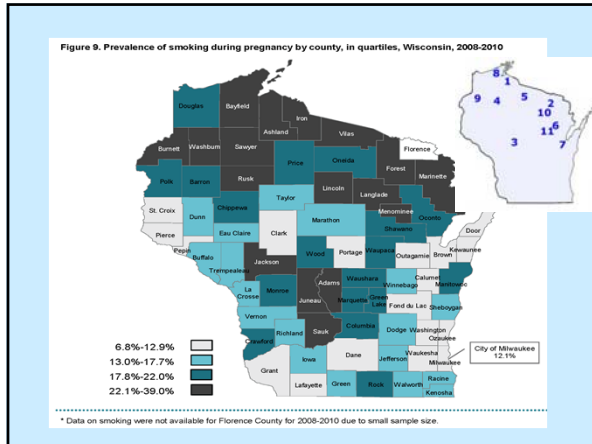 Figure 9. Prevalence of smoking during pregnancy by county, in quartiles, Wisconsin, 2008-2010
8
1
9
4
5
2
10
11
6
3
7
Douglas
Bayfield
Iron
Ashland
Vilas
Florence
Burnett
Washburn
Sawyer
Price
Oneida
Forest
Marinette
Polk
Barron
Rusk
Lincoln
Langlade
Taylor
Menominee
Oconto
St. Croix
Dunn
Chippewa
Marathon
Shawano
Door
Pierce
Eau Claire
Clark
Pepin
Buffalo
Trempealeau
Jackson
Wood
Portage
Waupaca
Outagamie
Brown
Kewaunee
La
Crosse
Monroe
Juneau
Adams
Waushara
Winnebago
Calumet
Manitowoc
Marquette
Green
Lake
Fond du Lac
Sheboygan
Vernon
Crawford
Richland
Sauk
Columbia
Dodge
Washington
Ozaukee
City of Milwaukee
12.1%
Iowa
Dane
Jefferson
Waukesha
Milwaukee
Grant
Lafayette
Green
Rock
Walworth
Racine
Kenosha
6.8%-12.9%
13.0%-17.7%
17.8%-22.0%
22.1%-39.0%
* Data on smoking were not available for Florence County for 2008-2010 due to small sample size.